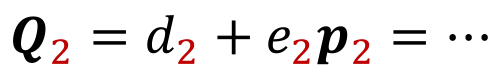 𝑸₂ = 𝑑₂ + 𝑒₂𝒑₂ = ⋯